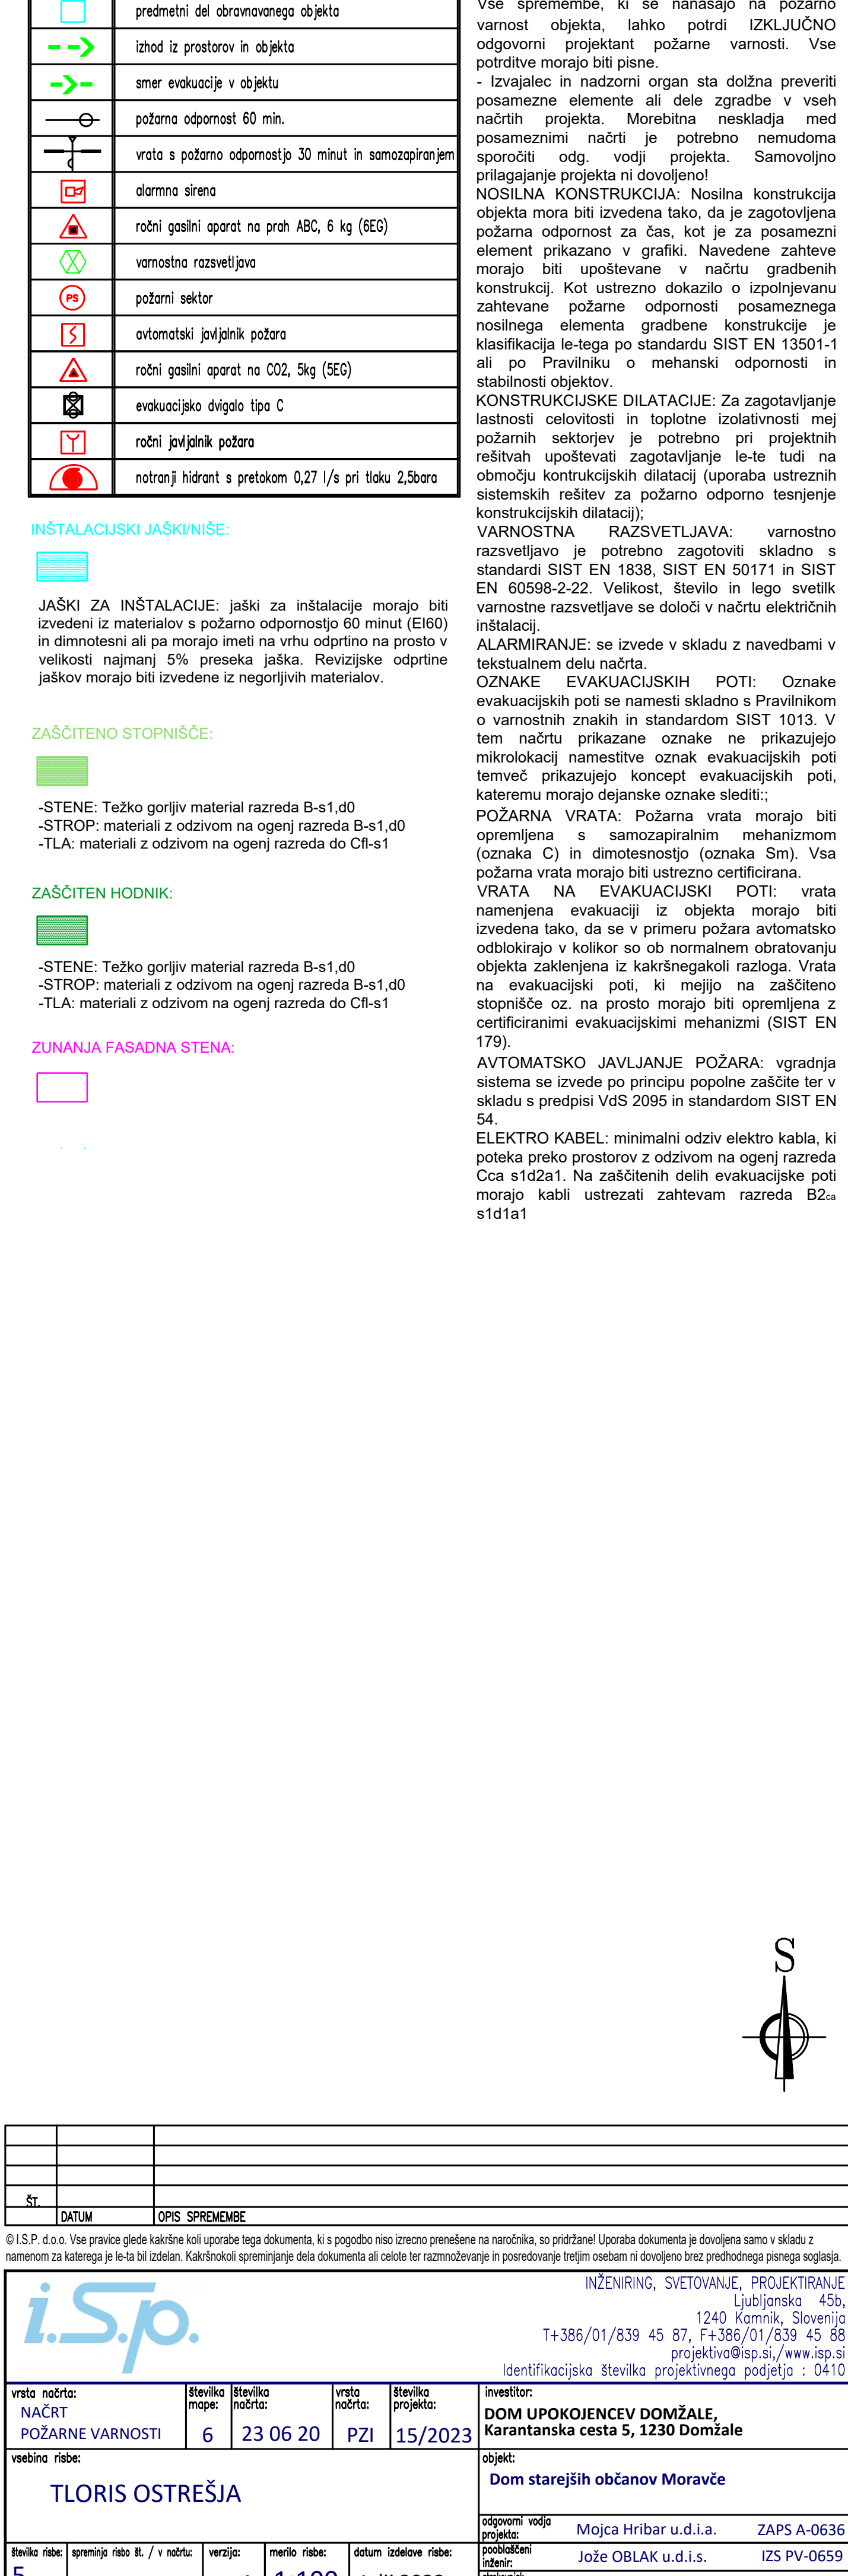 predmetni del obravnavanega objekta
izhod iz prostorov in objekta
smer evakuacije v objektu
požarna odpornost 60 min.
vrata s požarno odpornostjo 30 minut in samozapiranjem
alarmna sirena
ročni gasilni aparat na prah ABC, 6 kg (6EG)
varnostna razsvetljava
PS požarni sektor
avtomatski javljalnik požara
ročni gasilni aparat na CO2, 5kg (5EG)
evakuacijsko dvigalo tipa C
ročni javljalnik požara
notranji hidrant s pretokom 0,27 l/s pri tlaku 2,5bara
INŠTALACIJSKI JAŠKI/NIŠE:
JAŠKI ZA INŠTALACIJE: jaški za inštalacije morajo biti
izvedeni iz materialov s požarno odpornostjo 60 minut (EI60)
in dimnotesni ali pa morajo imeti na vrhu odprtino na prosto v
velikosti najmanj 5% preseka jaška. Revizijske odprtine
jaškov morajo biti izvedene iz negorljivih materialov.
ZAŠČITENO STOPNIŠČE:
-STENE: Težko gorljiv material razreda B-s1,d0
-STROP: materiali z odzivom na ogenj razreda B-s1,d0
-TLA: materiali z odzivom na ogenj razreda do Cfl-s1
ZAŠČITEN HODNIK:
-STENE: Težko gorljiv material razreda B-s1,d0
-STROP: materiali z odzivom na ogenj razreda B-s1,d0
-TLA: materiali z odzivom na ogenj razreda do Cfl-s1
ZUNANJA FASADNA STENA:
Vse spremembe, ki se nanašajo na požarno
varnost objekta, lahko potrdi IZKLJUČNO
odgovorni projektant požarne varnosti. Vse
potrditve morajo biti pisne.
- Izvajalec in nadzorni organ sta dolžna preveriti
posamezne elemente ali dele zgradbe v vseh
načrtih projekta. Morebitna neskladja med
posameznimi načrti je potrebno nemudoma
sporočiti odg. vodji projekta. Samovoljno
prilagajanje projekta ni dovoljeno!
NOSILNA KONSTRUKCIJA: Nosilna konstrukcija
objekta mora biti izvedena tako, da je zagotovljena
požarna odpornost za čas, kot je za posamezni
element prikazano v grafiki. Navedene zahteve
morajo biti upoštevane v načrtu gradbenih
konstrukcij. Kot ustrezno dokazilo o izpolnjevanu
zahtevane požarne odpornosti posameznega
nosilnega elementa gradbene konstrukcije je
klasifikacija le-tega po standardu SIST EN 13501-1
ali po Pravilniku o mehanski odpornosti in
stabilnosti objektov.
KONSTRUKCIJSKE DILATACIJE: Za zagotavljanje
lastnosti celovitosti in toplotne izolativnosti mej
požarnih sektorjev je potrebno pri projektnih
rešitvah upoštevati zagotavljanje le-te tudi na
območju kontrukcijskih dilatacij (uporaba ustreznih
sistemskih rešitev za požarno odporno tesnjenje
konstrukcijskih dilatacij);
VARNOSTNA RAZSVETLJAVA: varnostno
razsvetljavo je potrebno zagotoviti skladno s
standardi SIST EN 1838, SIST EN 50171 in SIST
EN 60598-2-22. Velikost, število in lego svetilk
varnostne razsvetljave se določi v načrtu električnih
inštalacij.
ALARMIRANJE: se izvede v skladu z navedbami v
tekstualnem delu načrta.
OZNAKE EVAKUACIJSKIH POTI: Oznake
evakuacijskih poti se namesti skladno s Pravilnikom
o varnostnih znakih in standardom SIST 1013. V
tem načrtu prikazane oznake ne prikazujejo
mikrolokacij namestitve oznak evakuacijskih poti
temveč prikazujejo koncept evakuacijskih poti,
kateremu morajo dejanske oznake slediti:;
POŽARNA VRATA: Požarna vrata morajo biti
opremljena s samozapiralnim mehanizmom
(oznaka C) in dimotesnostjo (oznaka Sm). Vsa
požarna vrata morajo biti ustrezno certificirana.
VRATA NA EVAKUACIJSKI POTI: vrata
namenjena evakuaciji iz objekta morajo biti
izvedena tako, da se v primeru požara avtomatsko
odblokirajo v kolikor so ob normalnem obratovanju
objekta zaklenjena iz kakršnegakoli razloga. Vrata
na evakuacijski poti, ki mejijo na zaščiteno
stopnišče oz. na prosto morajo biti opremljena z
certificiranimi evakuacijskimi mehanizmi (SIST EN
179).
AVTOMATSKO JAVLJANJE POŽARA: vgradnja
sistema se izvede po principu popolne zaščite ter v
skladu s predpisi VdS 2095 in standardom SIST EN
54.
ELEKTRO KABEL: minimalni odziv elektro kabla, ki
poteka preko prostorov z odzivom na ogenj razreda
Cca s1d2a1. Na zaščitenih delih evakuacijske poti
morajo kabli ustrezati zahtevam razreda B2ca
s1d1a1
S
ŠT.
DATUM OPIS SPREMEMBE
© I.S.P. d.o.o. Vse pravice glede kakršne koli uporabe tega dokumenta, ki s pogodbo niso izrecno prenešene na naročnika, so pridržane! Uporaba dokumenta je dovoljena samo v skladu z
namenom za katerega je le-ta bil izdelan. Kakršnokoli spreminjanje dela dokumenta ali celote ter razmnoževanje in posredovanje tretjim osebam ni dovoljeno brez predhodnega pisnega soglasja.
i.s.p.
INŽENIRING, SVETOVANJE, PROJEKTIRANJE
Ljubljanska 45b,
1240 Kamnik, Slovenija
T+386/01/839 45 87, F+386/01/839 45 88
projektiva@isp.si,/www.isp.si
Identifikacijska številka projektivnega podjetja : 0410
vrsta načrta:
NAČRT
POŽARNE VARNOSTI
številka mape:
6
številka načrta:
23 06 20
vrsta načrta:
PZI
številka projekta:
15/2023
investitor:
DOM UPOKOJENCEV DOMŽALE,
Karantanska cesta 5, 1230 Domžale
vsebina risbe:
TLORIS OSTREŠJA
objekt:
Dom starejših občanov Moravče
odgovorni vodja projekta: Mojca Hribar u.d.i.a. ZAPS A-0636
pooblaščeni inženir: Jože OBLAK u.d.i.s. IZS PV-0659
številka risbe: spreminja risbo št. / v načrtu: verzija: merilo risbe: datum izdelave risbe:
5 1:100